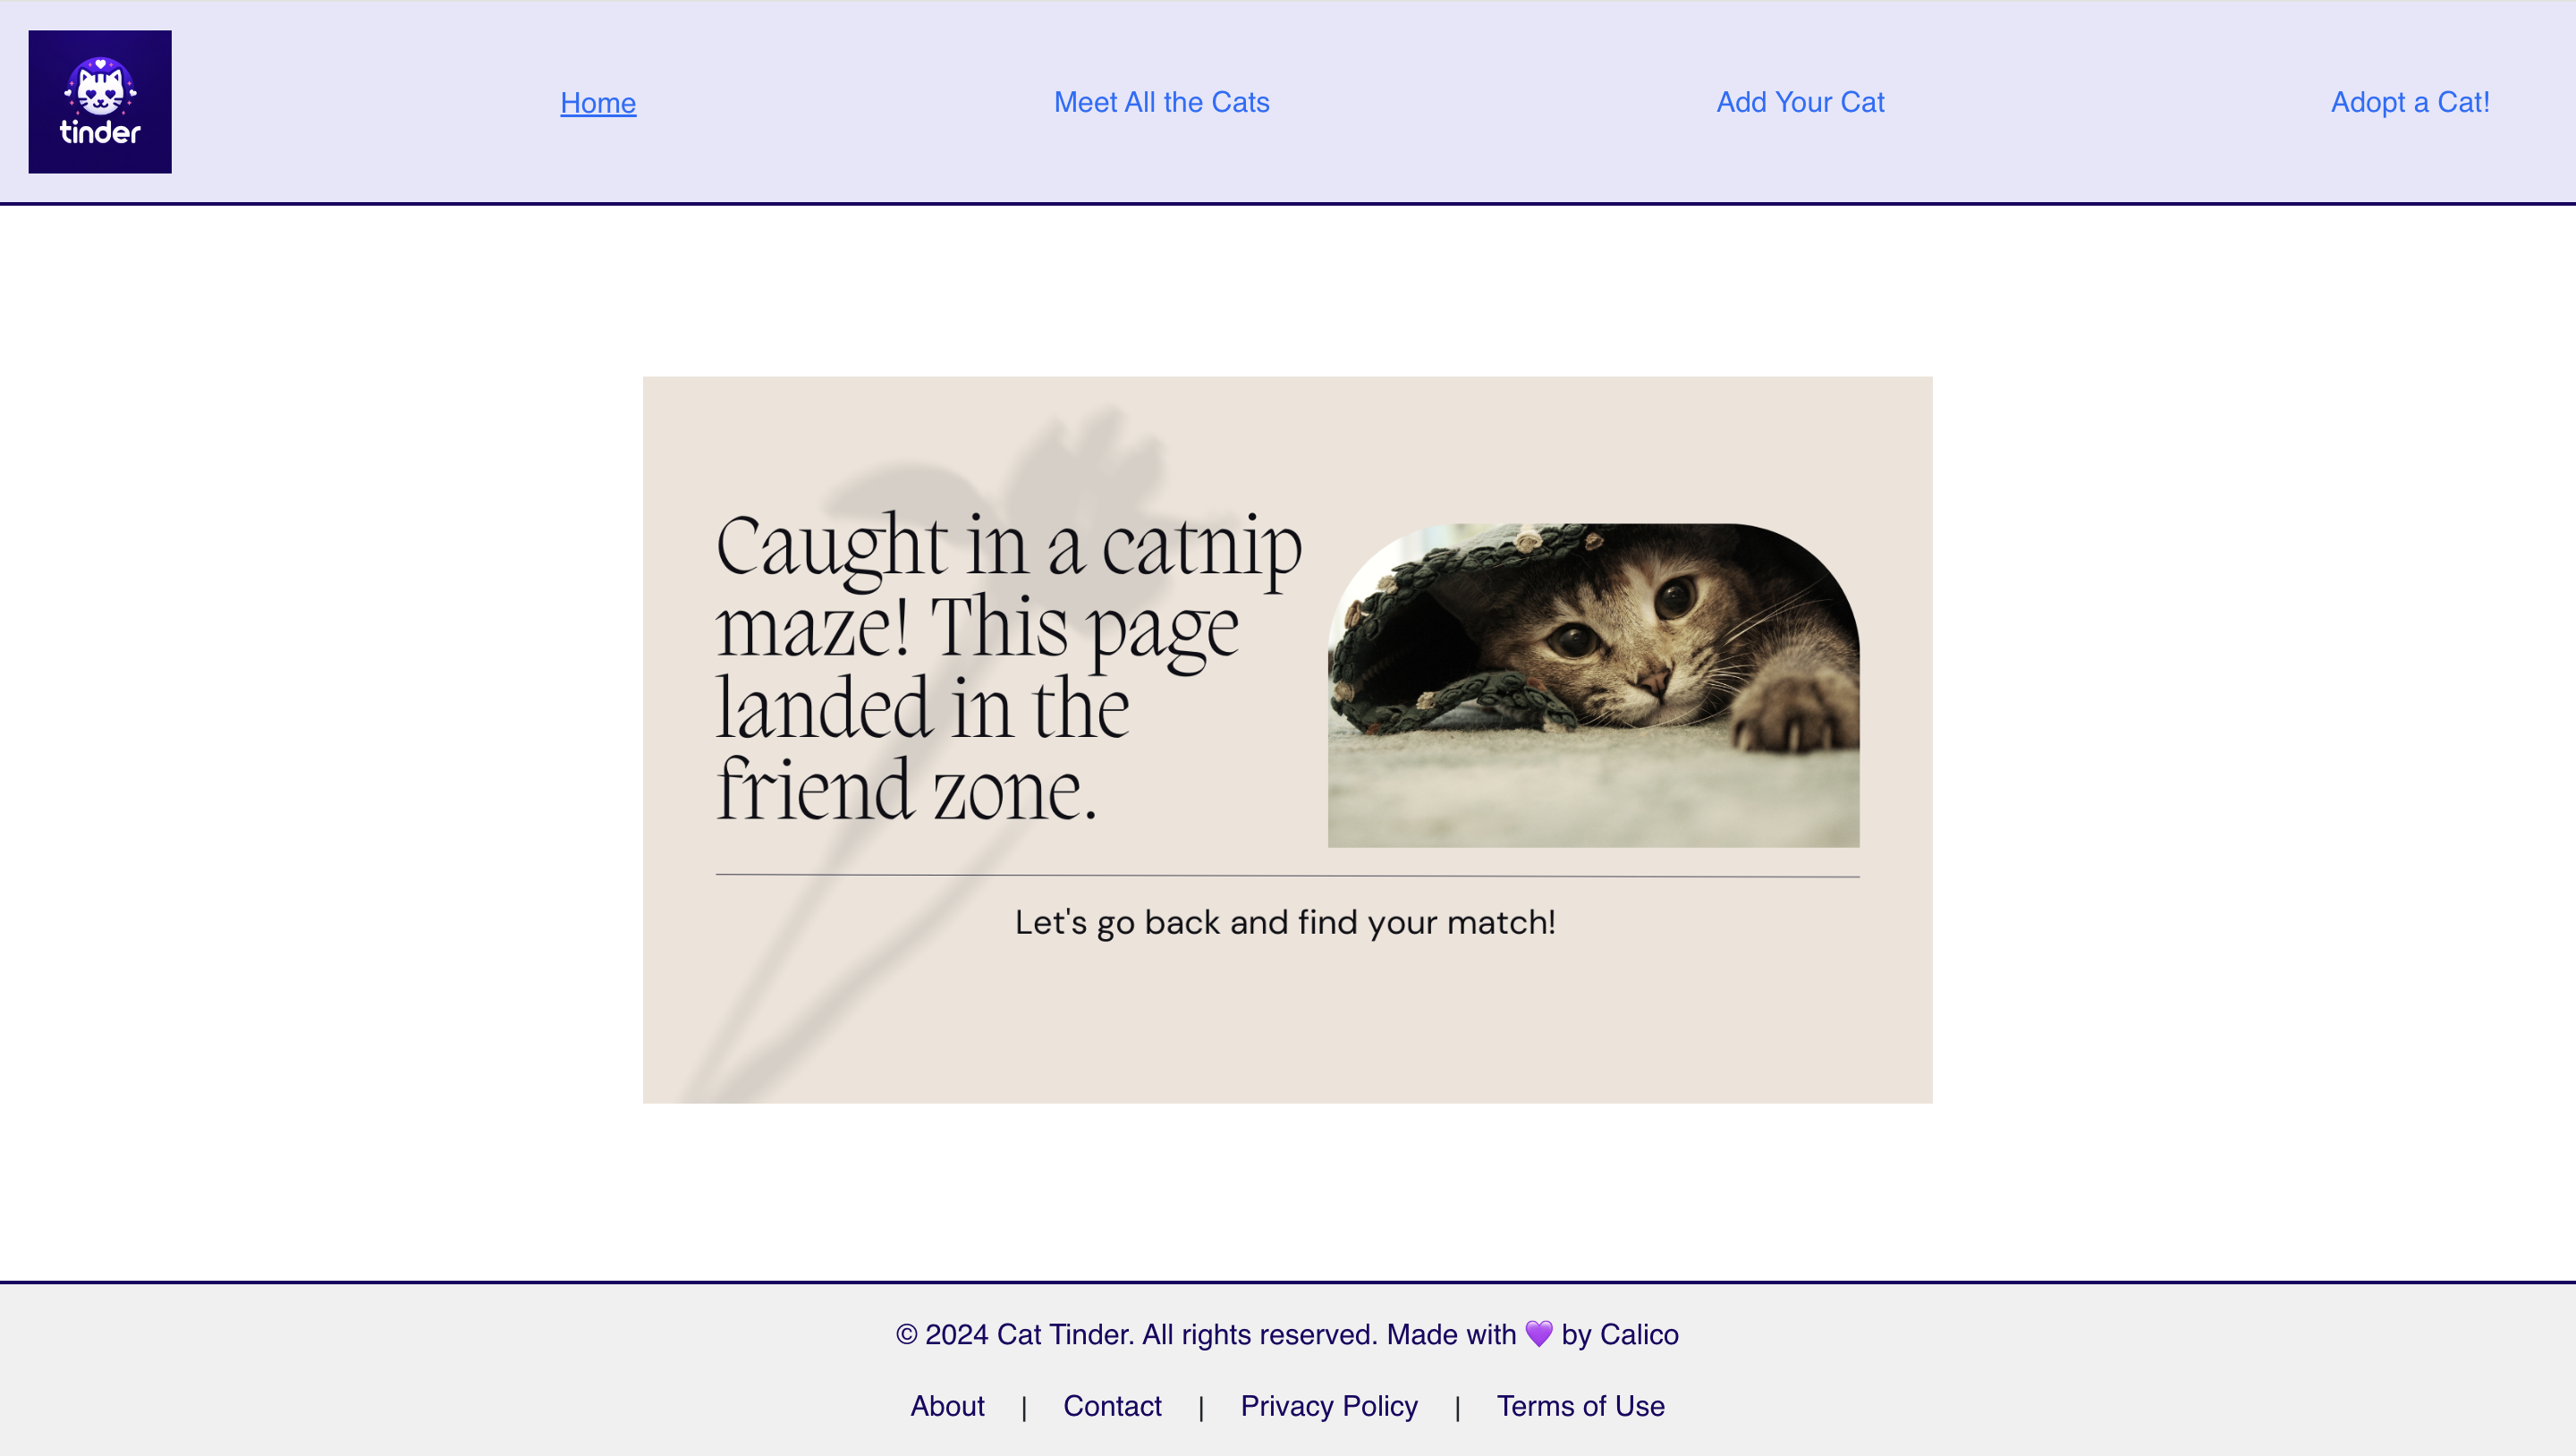 tinder
Home
Meet All the Cats
Add Your Cat
Adopt a Cat!
Caught in a catnip
maze! This page
landed in the
friend zone.
Let's go back and find your match!
© 2024 Cat Tinder. All rights reserved. Made with 💜 by Calico
About | Contact | Privacy Policy | Terms of Use